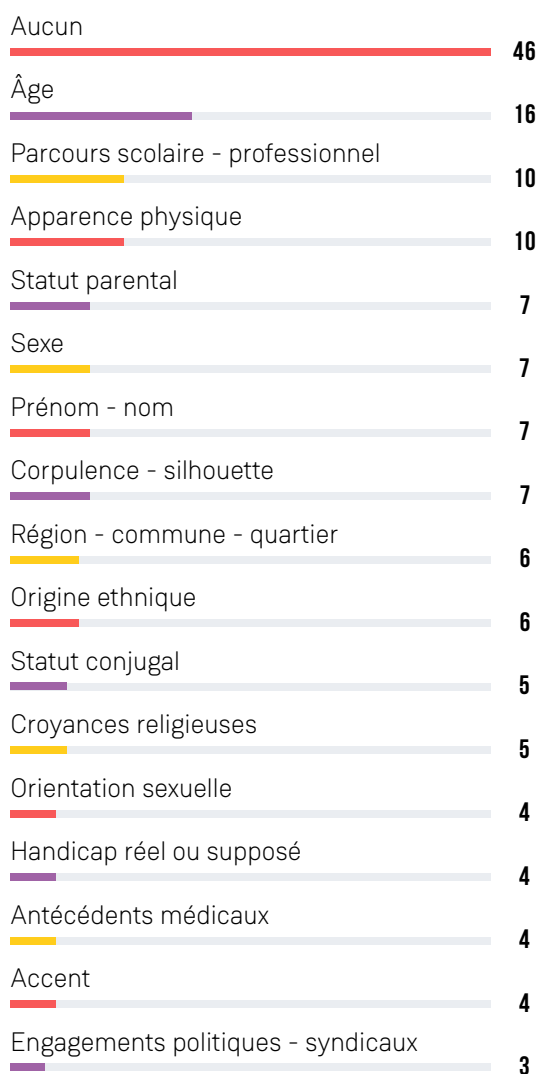 Aucun
46
Âge
16
Parcours scolaire - professionnel
10
Apparence physique
10
Statut parental
7
Sexe
7
Prénom - nom
7
Corpulence - silhouette
7
Région - commune - quartier
6
Origine ethnique
6
Statut conjugal
5
Croyances religieuses
5
Orientation sexuelle
4
Handicap réel ou supposé
4
Antécédents médicaux
4
Accent
4
Engagements politiques - syndicaux
3